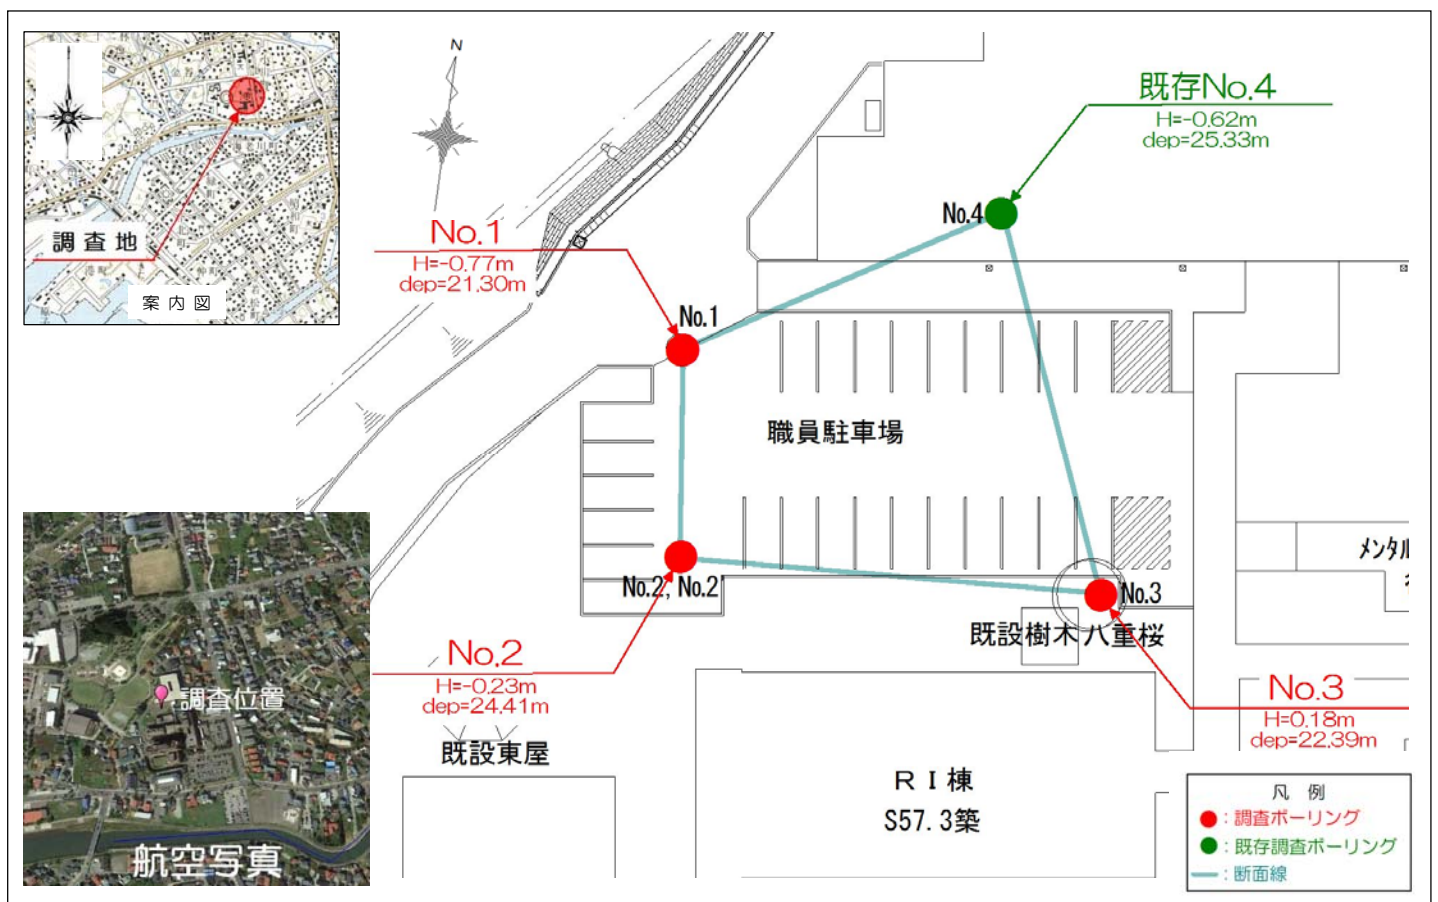 調査地
案内図
N
No.1
H=-0.77m
dep=21.30m
既存No.4
H=-0.62m
dep=25.33m
No.4
No.1
職員駐車場
No.2, No.2
No.3
既設樹木 八重桜
メンタル
No.2
H=-0.23m
dep=24.41m
No.3
H=0.18m
dep=22.39m
既設東屋
ＲＩ棟
S57.3築
調査位置
航空写真
凡 例
：調査ボーリング
：既存調査ボーリング
：断面線